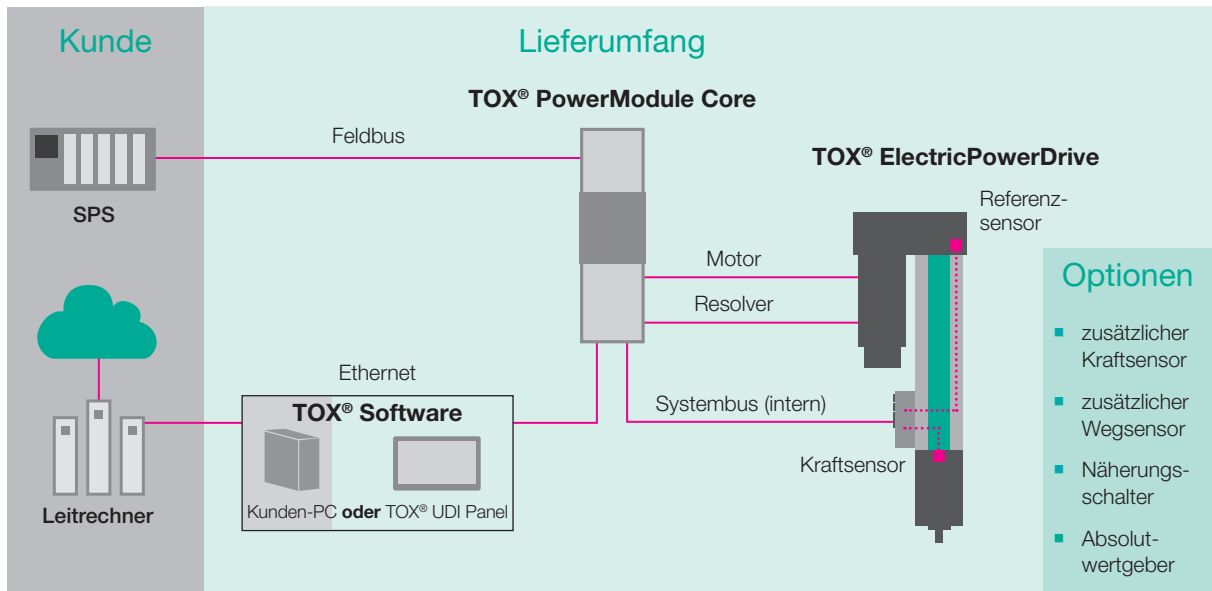 Kunde
Lieferumfang
TOX® PowerModule Core
Feldbus
SPS
TOX® ElectricPowerDrive
Referenz-
sensor
Motor
Resolver
Optionen
zusätzlicher
Kraftsensor
zusätzlicher
Wegsensor
Näherungs-
schalter
Absolut-
wertgeber
Ethernet
TOX® Software
Systembus (intern)
Kraftsensor
Kunden-PC oder TOX® UDI Panel
Leitrechner